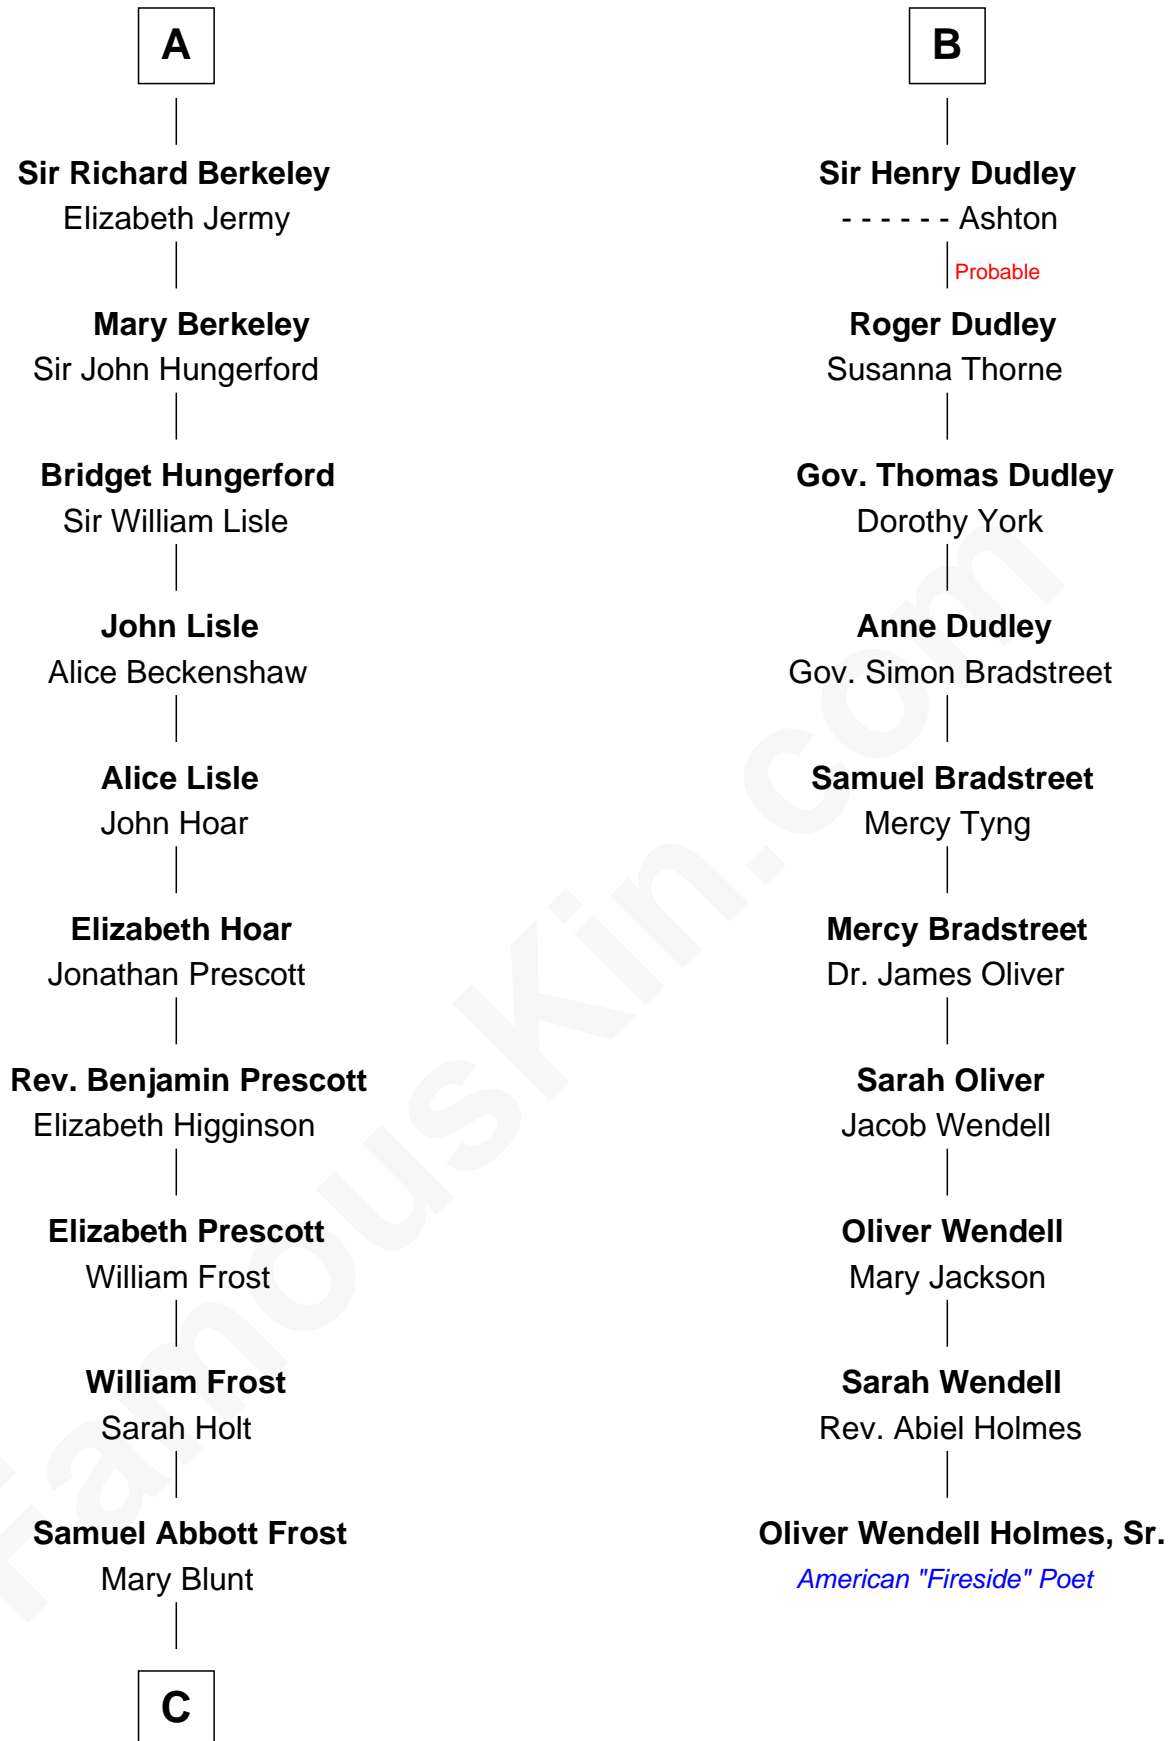 A
Sir Richard Berkeley
Elizabeth Jermy
Mary Berkeley
Sir John Hungerford
Bridget Hungerford
Sir William Lisle
John Lisle
Alice Beckenshaw
Alice Lisle
John Hoar
Elizabeth Hoar
Jonathan Prescott
Rev. Benjamin Prescott
Elizabeth Higginson
Elizabeth Prescott
William Frost
William Frost
Sarah Holt
Samuel Abbott Frost
Mary Blunt
C
B
Sir Henry Dudley
- - - - - - Ashton
Probable
Roger Dudley
Susanna Thorne
Gov. Thomas Dudley
Dorothy York
Anne Dudley
Gov. Simon Bradstreet
Samuel Bradstreet
Mercy Tyng
Mercy Bradstreet
Dr. James Oliver
Sarah Oliver
Jacob Wendell
Oliver Wendell
Mary Jackson
Sarah Wendell
Rev. Abiel Holmes
Oliver Wendell Holmes, Sr.
American "Fireside" Poet
FamousKin.com